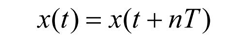 x(t) = x(t + nT)